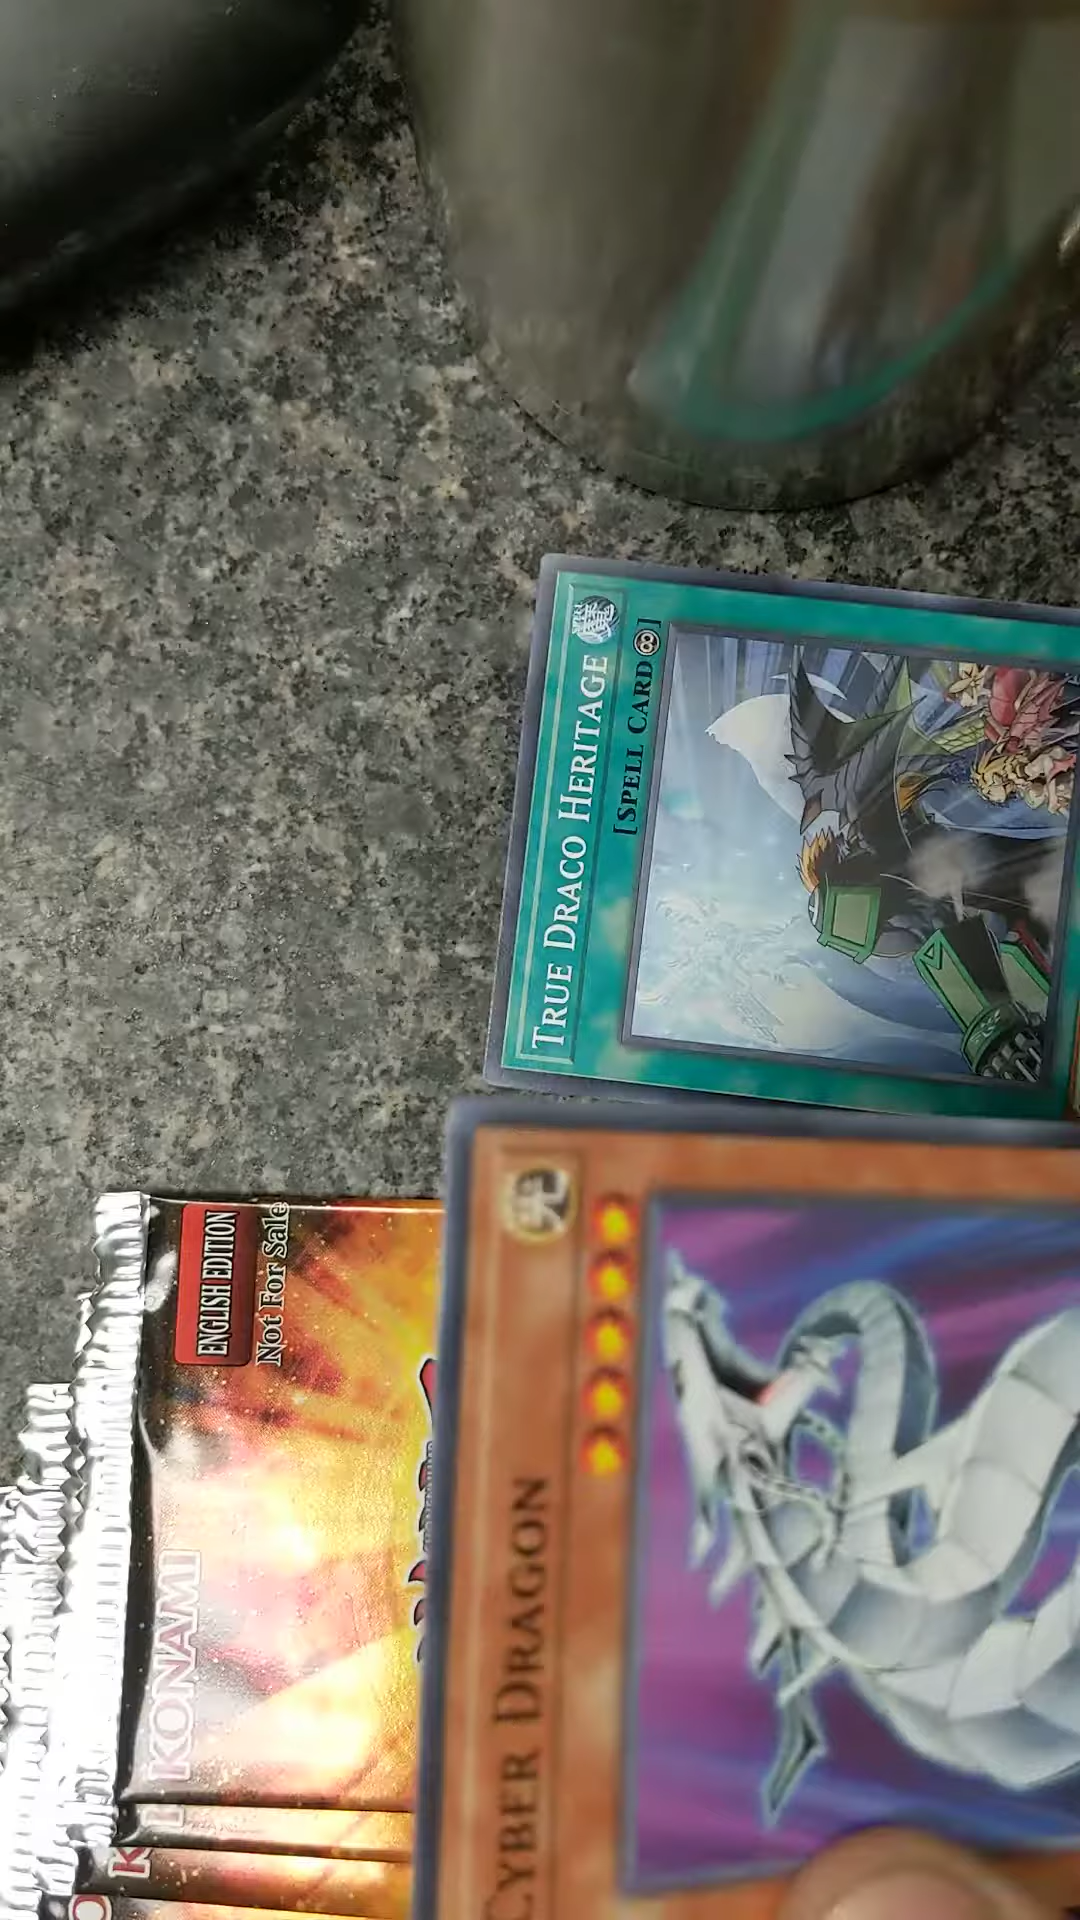 TRUE DRACO HERITAGE
[SPELL CARD]
CYBER DRAGON
ENGLISH EDITION
Not For Sale
KONAMI